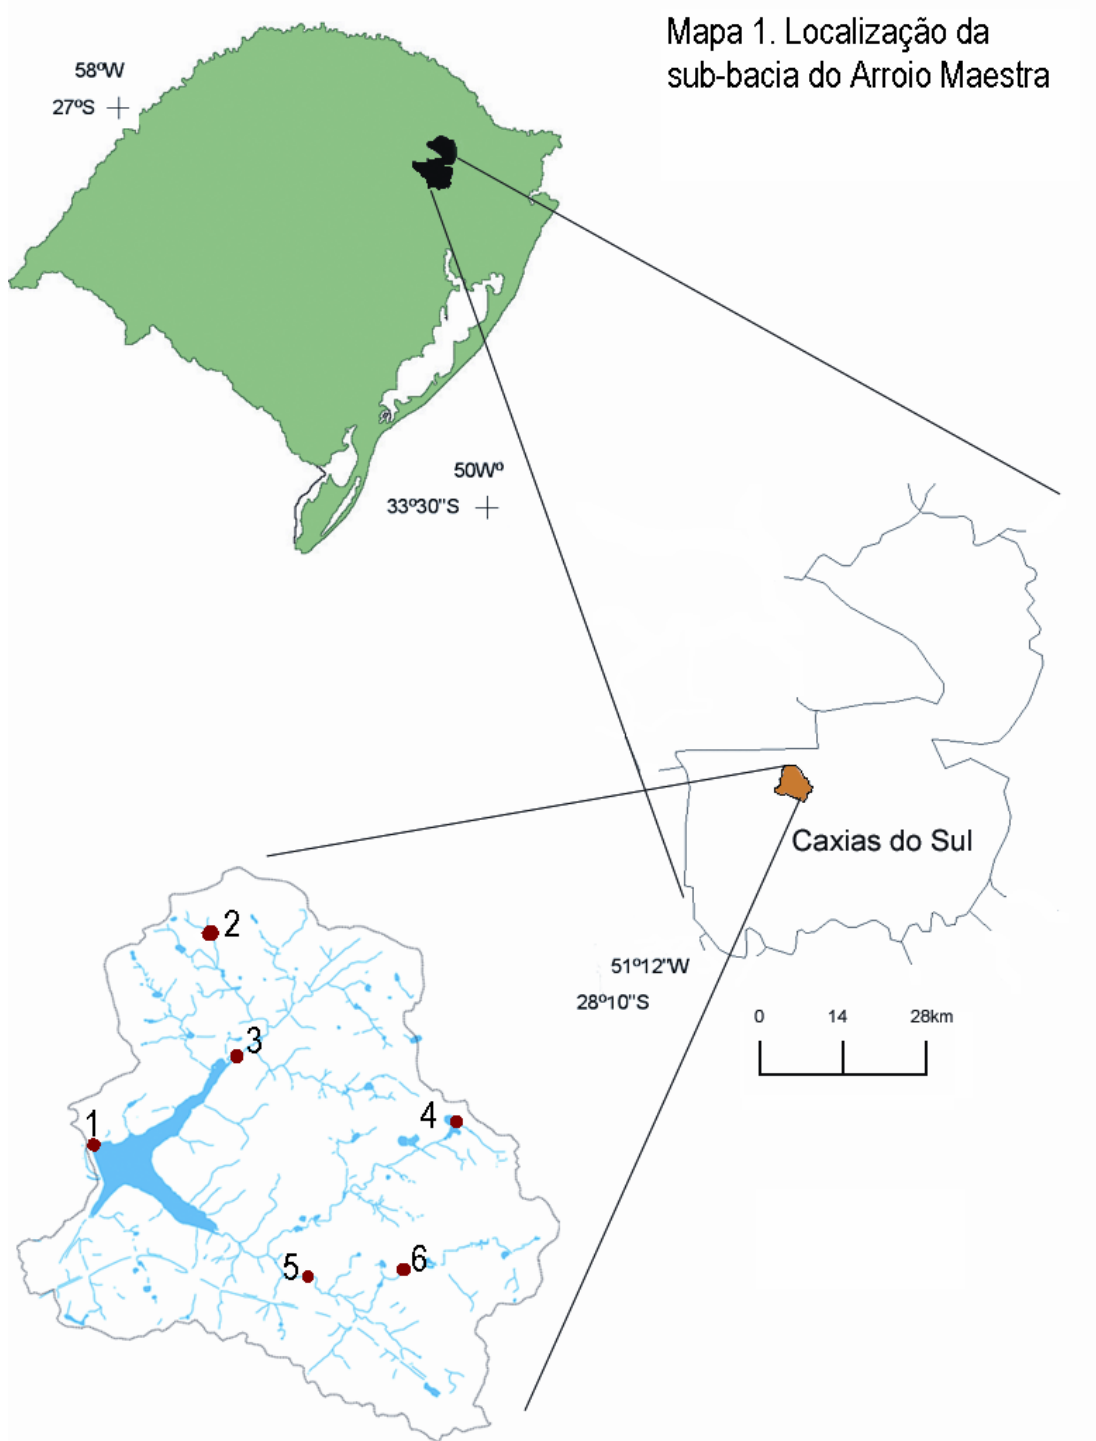 Mapa 1. Localização da
sub-bacia do Arroio Maestra
58ºW
27ºS
50Wº
33º30"S
Caxias do Sul
51º12"W
28º10"S
0 14 28km
2
3
4
1
5
6